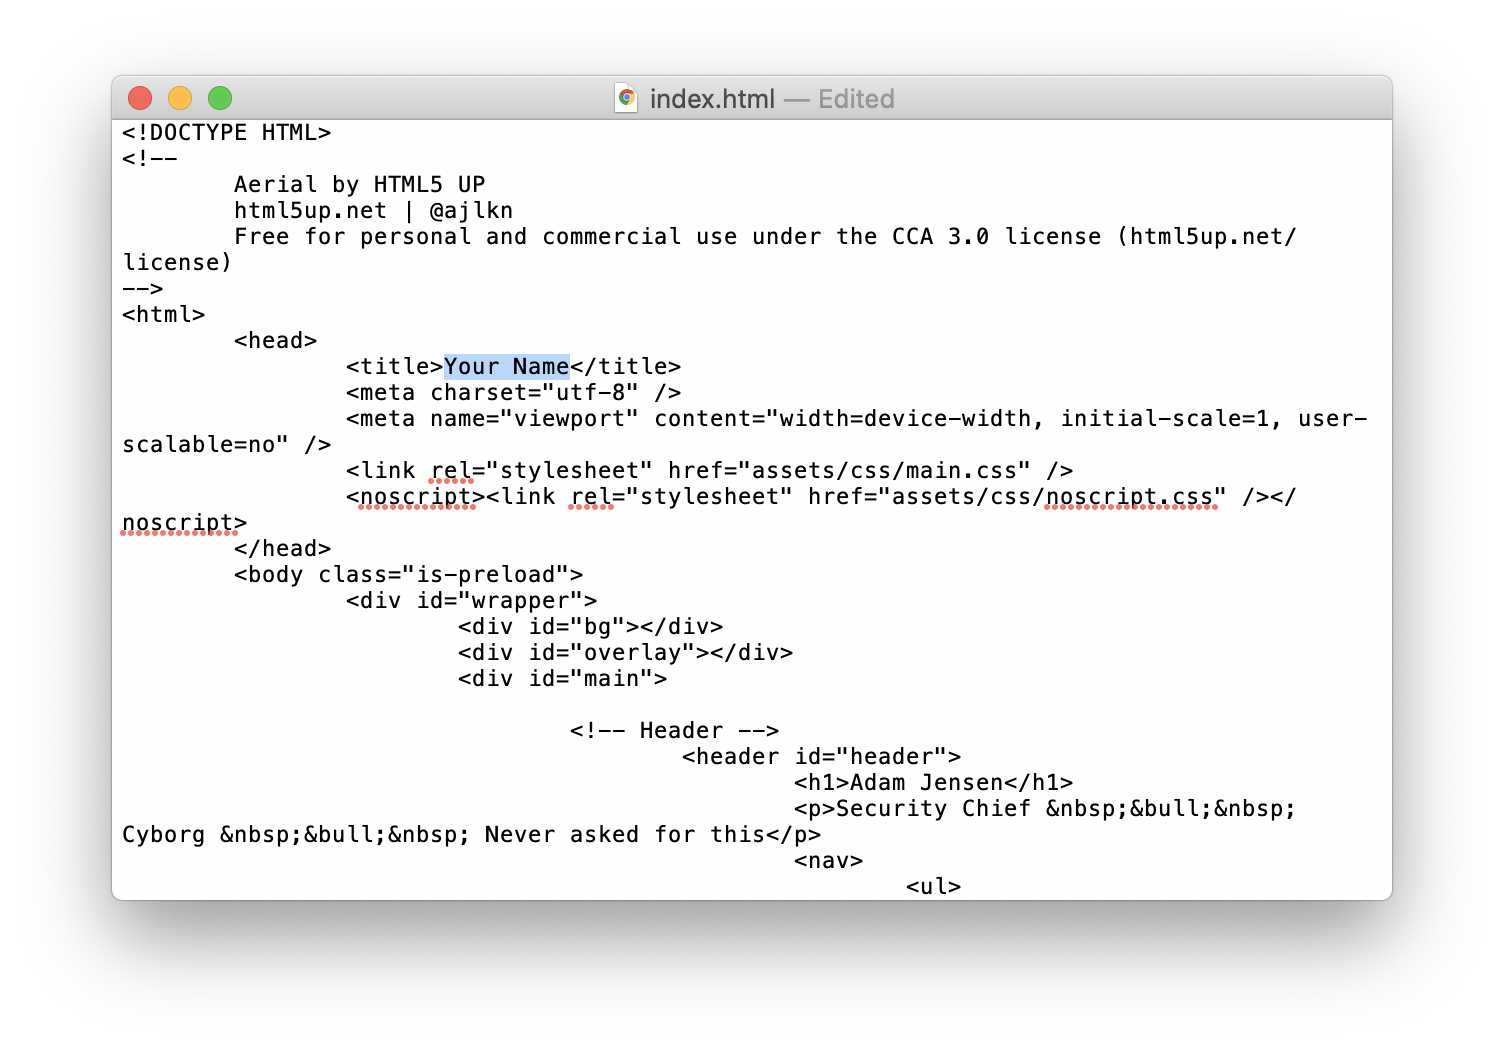 index.html — Edited
<!DOCTYPE HTML>
<!--
Aerial by HTML5 UP
html5up.net | @ajlkn
Free for personal and commercial use under the CCA 3.0 license (html5up.net/
license)
-->
<html>
<head>
<title>Your Name</title>
<meta charset="utf-8" />
<meta name="viewport" content="width=device-width, initial-scale=1, user-
scalable=no" />
<link rel="stylesheet" href="assets/css/main.css" />
<noscript><link rel="stylesheet" href="assets/css/noscript.css" /></
noscript>
</head>
<body class="is-preload">
<div id="wrapper">
<div id="bg"></div>
<div id="overlay"></div>
<div id="main">
<!-- Header -->
<header id="header">
<h1>Adam Jensen</h1>
<p>Security Chief &nbsp;&bull;&nbsp;
Cyborg &nbsp;&bull;&nbsp; Never asked for this</p>
<nav>
<ul>